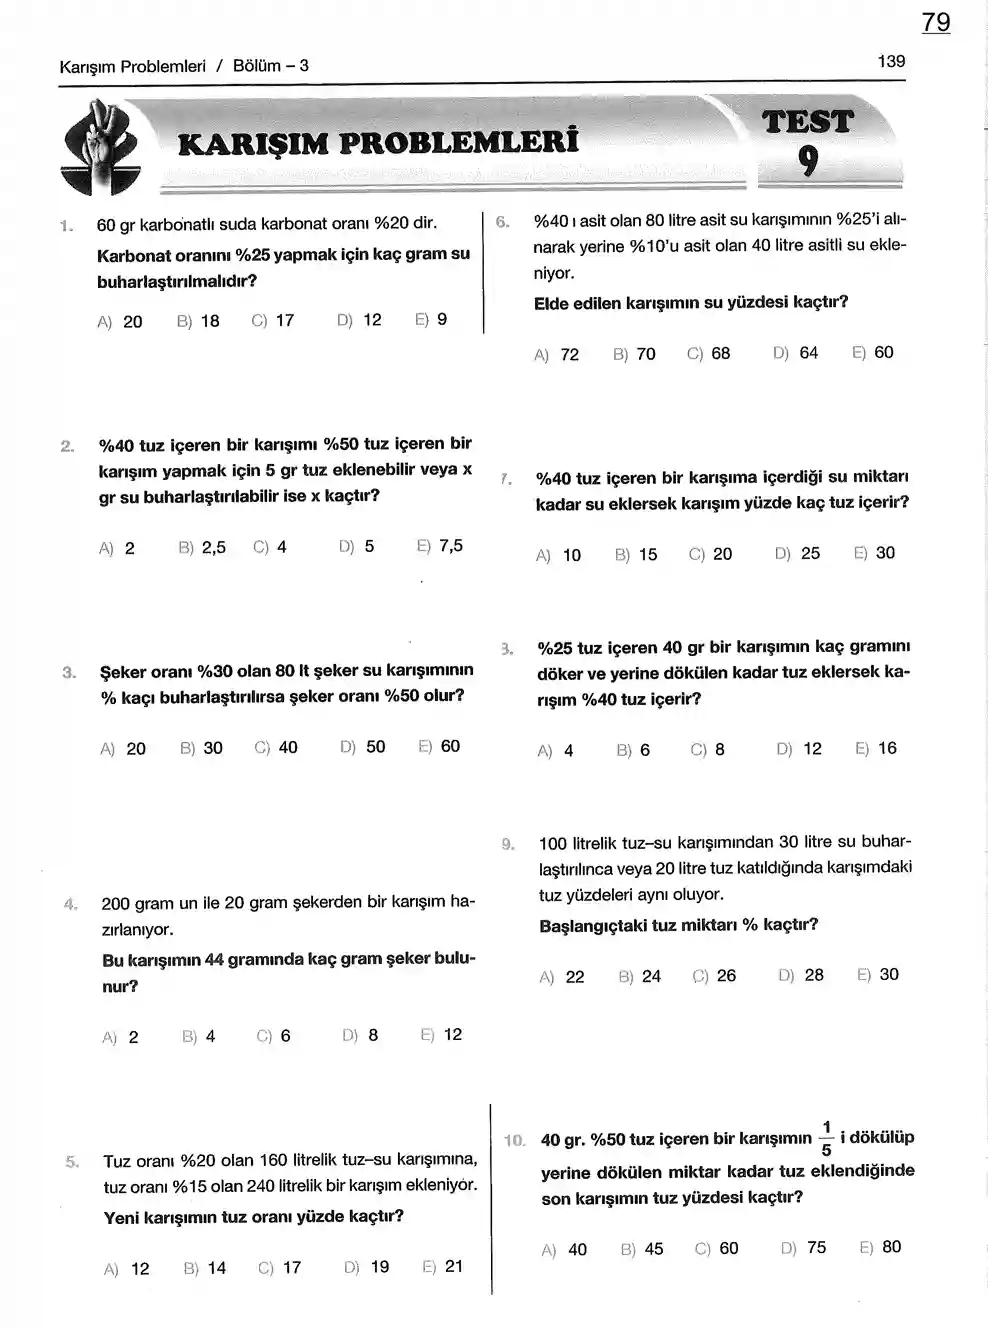 79
Karışım Problemleri / Bölüm – 3
139
KARIŞIM PROBLEMLERİ
TEST
9
1. 60 gr karbonatlı suda karbonat oranı %20 dir.
Karbonat oranını %25 yapmak için kaç gram su
buharlaştırılmalıdır?
A) 20 B) 18 C) 17 D) 12 E) 9
2. %40 tuz içeren bir karışımı %50 tuz içeren bir
karışım yapmak için 5 gr tuz eklenebilir veya x
gr su buharlaştırılabilir ise x kaçtır?
A) 2 B) 2,5 C) 4 D) 5 E) 7,5
3. Şeker oranı %30 olan 80 lt şeker su karışımının
% kaçı buharlaştırılırsa şeker oranı %50 olur?
A) 20 B) 30 C) 40 D) 50 E) 60
4. 200 gram un ile 20 gram şekerden bir karışım ha-
zırlanıyor.
Bu karışımın 44 gramında kaç gram şeker bulu-
nur?
A) 2 B) 4 C) 6 D) 8 E) 12
5. Tuz oranı %20 olan 160 litrelik tuz–su karışımına,
tuz oranı %15 olan 240 litrelik bir karışım ekleniyor.
Yeni karışımın tuz oranı yüzde kaçtır?
A) 12 B) 14 C) 17 D) 19 E) 21
6. %40 ı asit olan 80 litre asit su karışımının %25'i alı-
narak yerine %10'u asit olan 40 litre asitli su ekle-
niyor.
Elde edilen karışımın su yüzdesi kaçtır?
A) 72 B) 70 C) 68 D) 64 E) 60
7. %40 tuz içeren bir karışıma içerdiği su miktarı
kadar su eklersek karışım yüzde kaç tuz içerir?
A) 10 B) 15 C) 20 D) 25 E) 30
8. %25 tuz içeren 40 gr bir karışımın kaç gramını
döker ve yerine dökülen kadar tuz eklersek ka-
rışım %40 tuz içerir?
A) 4 B) 6 C) 8 D) 12 E) 16
9. 100 litrelik tuz–su karışımından 30 litre su buhar-
laştırılınca veya 20 litre tuz katıldığında karışımdaki
tuz yüzdeleri aynı oluyor.
Başlangıçtaki tuz miktarı % kaçtır?
A) 22 B) 24 C) 26 D) 28 E) 30
10. 40 gr. %50 tuz içeren bir karışımın 1/5 i dökülüp
yerine dökülen miktar kadar tuz eklendiğinde
son karışımın tuz yüzdesi kaçtır?
A) 40 B) 45 C) 60 D) 75 E) 80